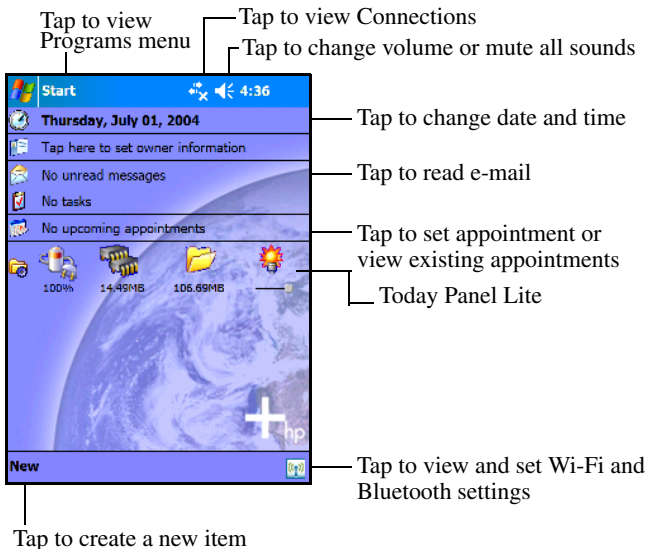 Tap to view
Programs menu
Tap to view Connections
Tap to change volume or mute all sounds
Start
4:36
Thursday, July 01, 2004
Tap to change date and time
Tap here to set owner information
No unread messages
Tap to read e-mail
No tasks
No upcoming appointments
Tap to set appointment or
view existing appointments
100%
14.49MB
106.69MB
Today Panel Lite
hp
New
Tap to view and set Wi-Fi and
Bluetooth settings
Tap to create a new item